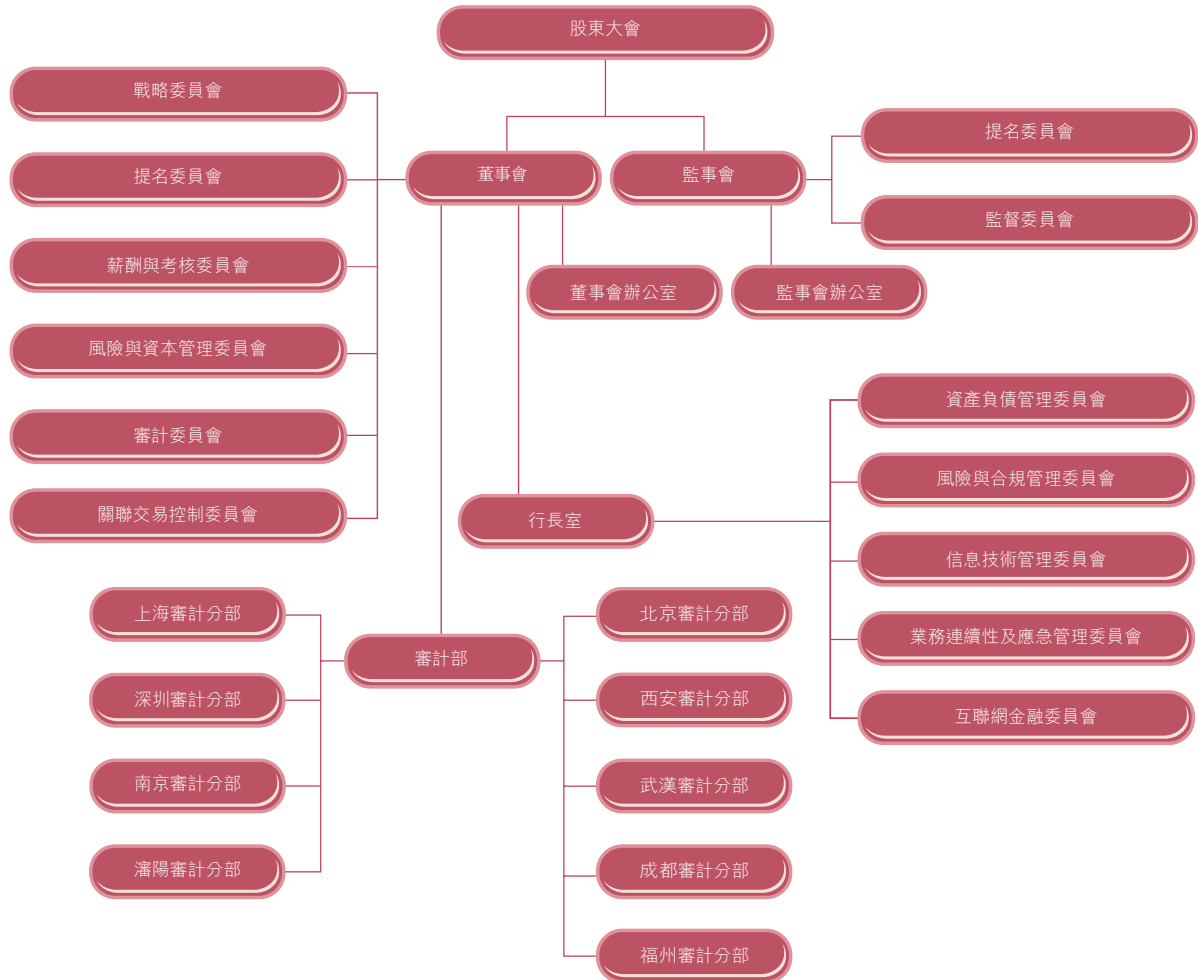 股東大會
戰略委員會
提名委員會
薪酬與考核委員會
風險與資本管理委員會
審計委員會
關聯交易控制委員會
董事會
監事會
提名委員會
監督委員會
董事會辦公室
監事會辦公室
行長室
資產負債管理委員會
風險與合規管理委員會
信息技術管理委員會
業務連續性及應急管理委員會
互聯網金融委員會
審計部
上海審計分部
深圳審計分部
南京審計分部
瀋陽審計分部
北京審計分部
西安審計分部
武漢審計分部
成都審計分部
福州審計分部